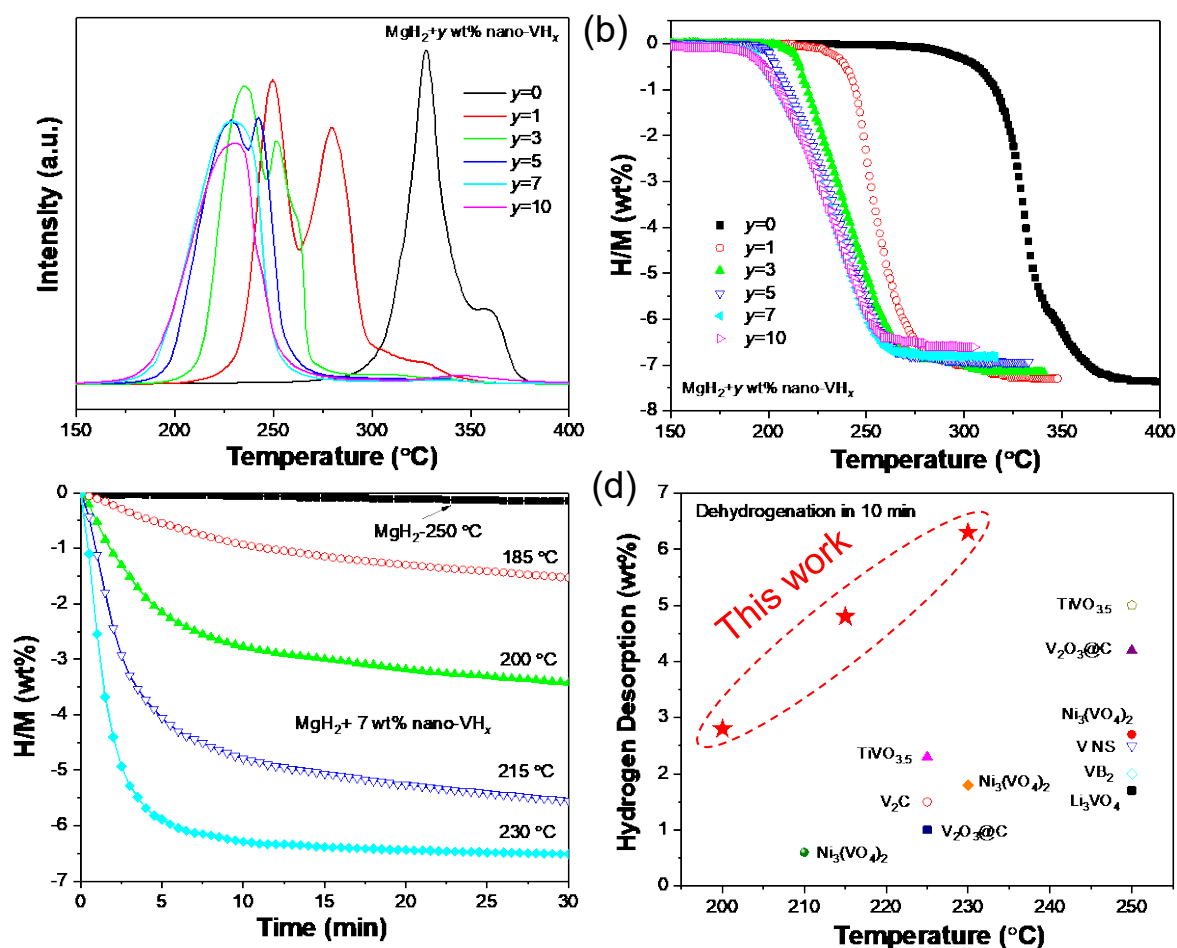 MgH₂+y wt% nano-VHₓ
y=0
y=1
y=3
y=5
y=7
y=10
Intensity (a.u.)
150 200 250 300 350 400
Temperature (°C)
(b)
0
-1
-2
-3
-4
-5
-6
-7
-8
H/M (wt%)
y=0
y=1
y=3
y=5
y=7
y=10
MgH₂+y wt% nano-VHₓ
150 200 250 300 350 400
Temperature (°C)
0
-1
-2
-3
-4
-5
-6
-7
H/M (wt%)
MgH₂-250 °C
185 °C
200 °C
MgH₂+ 7 wt% nano-VHₓ
215 °C
230 °C
0 5 10 15 20 25 30
Time (min)
(d)
7
6
5
4
3
2
1
0
Hydrogen Desorption (wt%)
Dehydrogenation in 10 min
This work
TiVO₃.₅
V₂O₃@C
Ni₃(VO₄)₂
V NS
VB₂
Li₃VO₄
TiVO₃.₅
Ni₃(VO₄)₂
V₂C
V₂O₃@C
Ni₃(VO₄)₂
200 210 220 230 240 250
Temperature (°C)